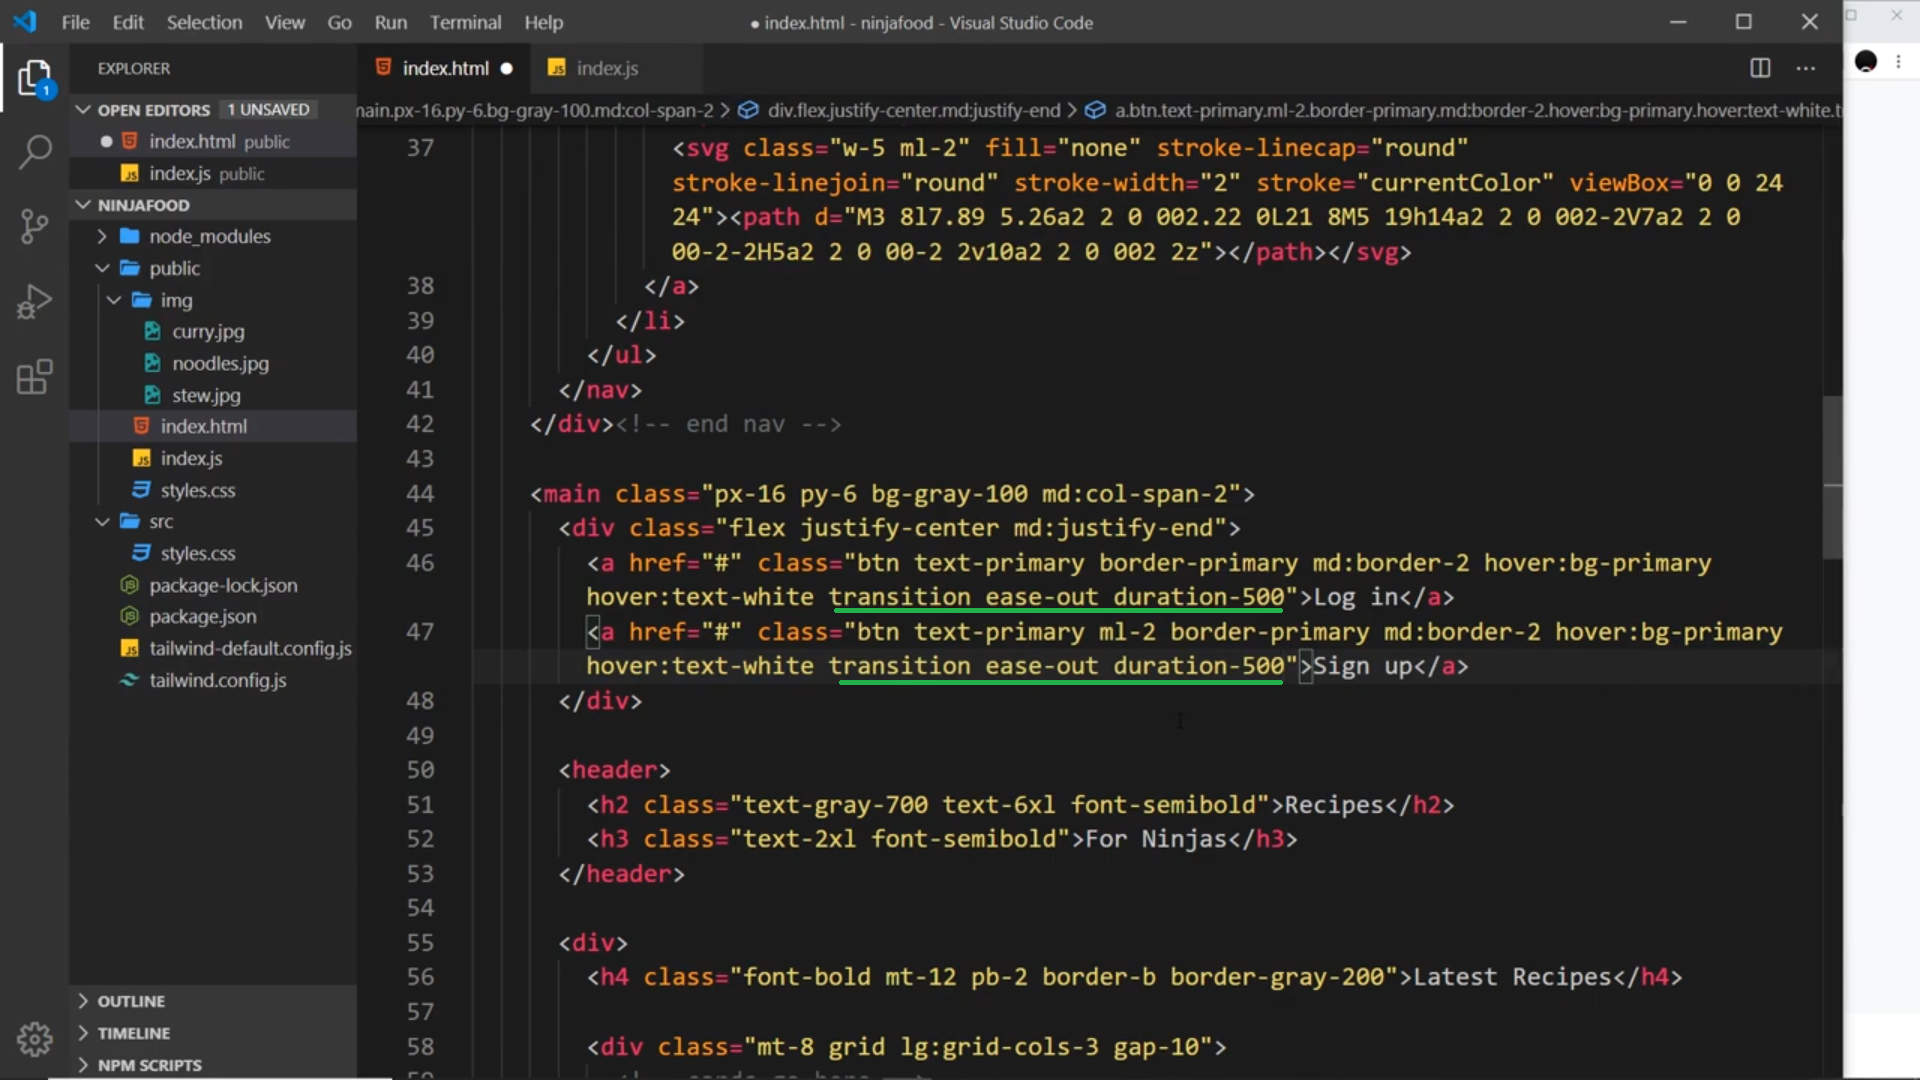 File Edit Selection View Go Run Terminal Help
● index.html - ninjafood - Visual Studio Code
EXPLORER
index.html ●
JS index.js
OPEN EDITORS 1 UNSAVED
main.px-16.py-6.bg-gray-100.md:col-span-2 > div.flex.justify-center.md:justify-end > a.btn.text-primary.ml-2.border-primary.md:border-2.hover:bg-primary.hover:text-white.t
1
index.html public
JS index.js public
NINJAFOOD
node_modules
public
img
curry.jpg
noodles.jpg
stew.jpg
index.html
JS index.js
styles.css
src
styles.css
package-lock.json
package.json
JS tailwind-default.config.js
tailwind.config.js
OUTLINE
TIMELINE
NPM SCRIPTS
37 <svg class="w-5 ml-2" fill="none" stroke-linecap="round"
stroke-linejoin="round" stroke-width="2" stroke="currentColor" viewBox="0 0 24
24"><path d="M3 8l7.89 5.26a2 2 0 002.22 0L21 8M5 19h14a2 2 0 002-2V7a2 2 0
00-2-2H5a2 2 0 00-2 2v10a2 2 0 002 2z"></path></svg>
38 </a>
39 </li>
40 </ul>
41 </nav>
42 </div><!-- end nav -->
43
44 <main class="px-16 py-6 bg-gray-100 md:col-span-2">
45 <div class="flex justify-center md:justify-end">
46 <a href="#" class="btn text-primary border-primary md:border-2 hover:bg-primary
hover:text-white transition ease-out duration-500">Log in</a>
47 <a href="#" class="btn text-primary ml-2 border-primary md:border-2 hover:bg-primary
hover:text-white transition ease-out duration-500">Sign up</a>
48 </div>
49
50 <header>
51 <h2 class="text-gray-700 text-6xl font-semibold">Recipes</h2>
52 <h3 class="text-2xl font-semibold">For Ninjas</h3>
53 </header>
54
55 <div>
56 <h4 class="font-bold mt-12 pb-2 border-b border-gray-200">Latest Recipes</h4>
57
58 <div class="mt-8 grid lg:grid-cols-3 gap-10">